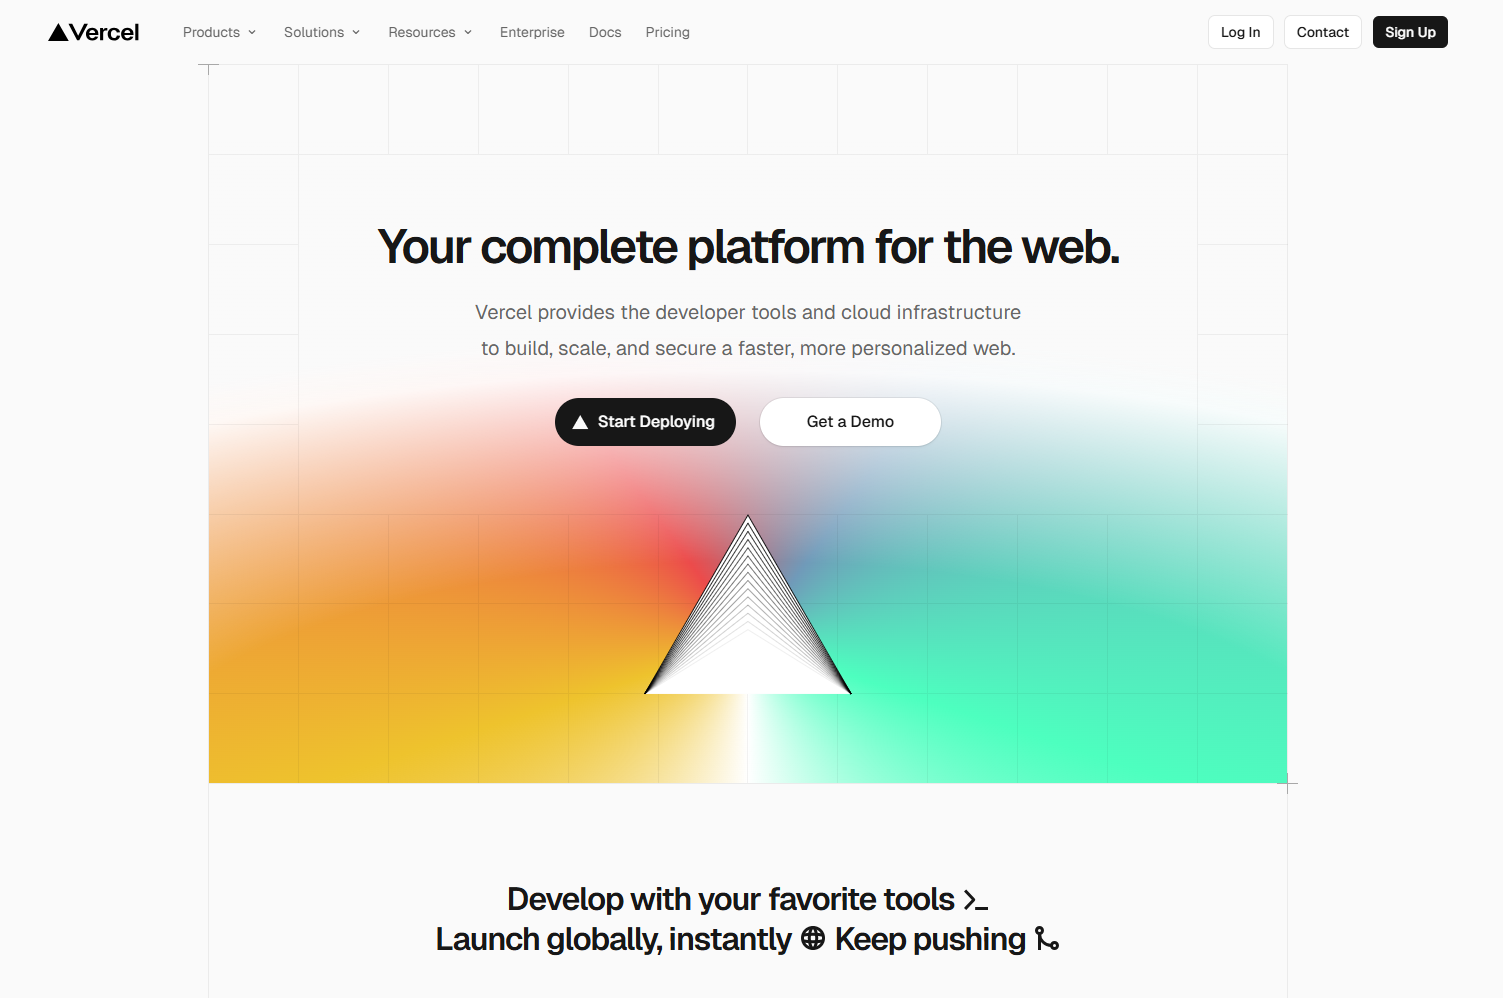 Vercel
Products
Solutions
Resources
Enterprise
Docs
Pricing
Log In
Contact
Sign Up
Your complete platform for the web.
Vercel provides the developer tools and cloud infrastructure
to build, scale, and secure a faster, more personalized web.
Start Deploying
Get a Demo
Develop with your favorite tools
Launch globally, instantly Keep pushing